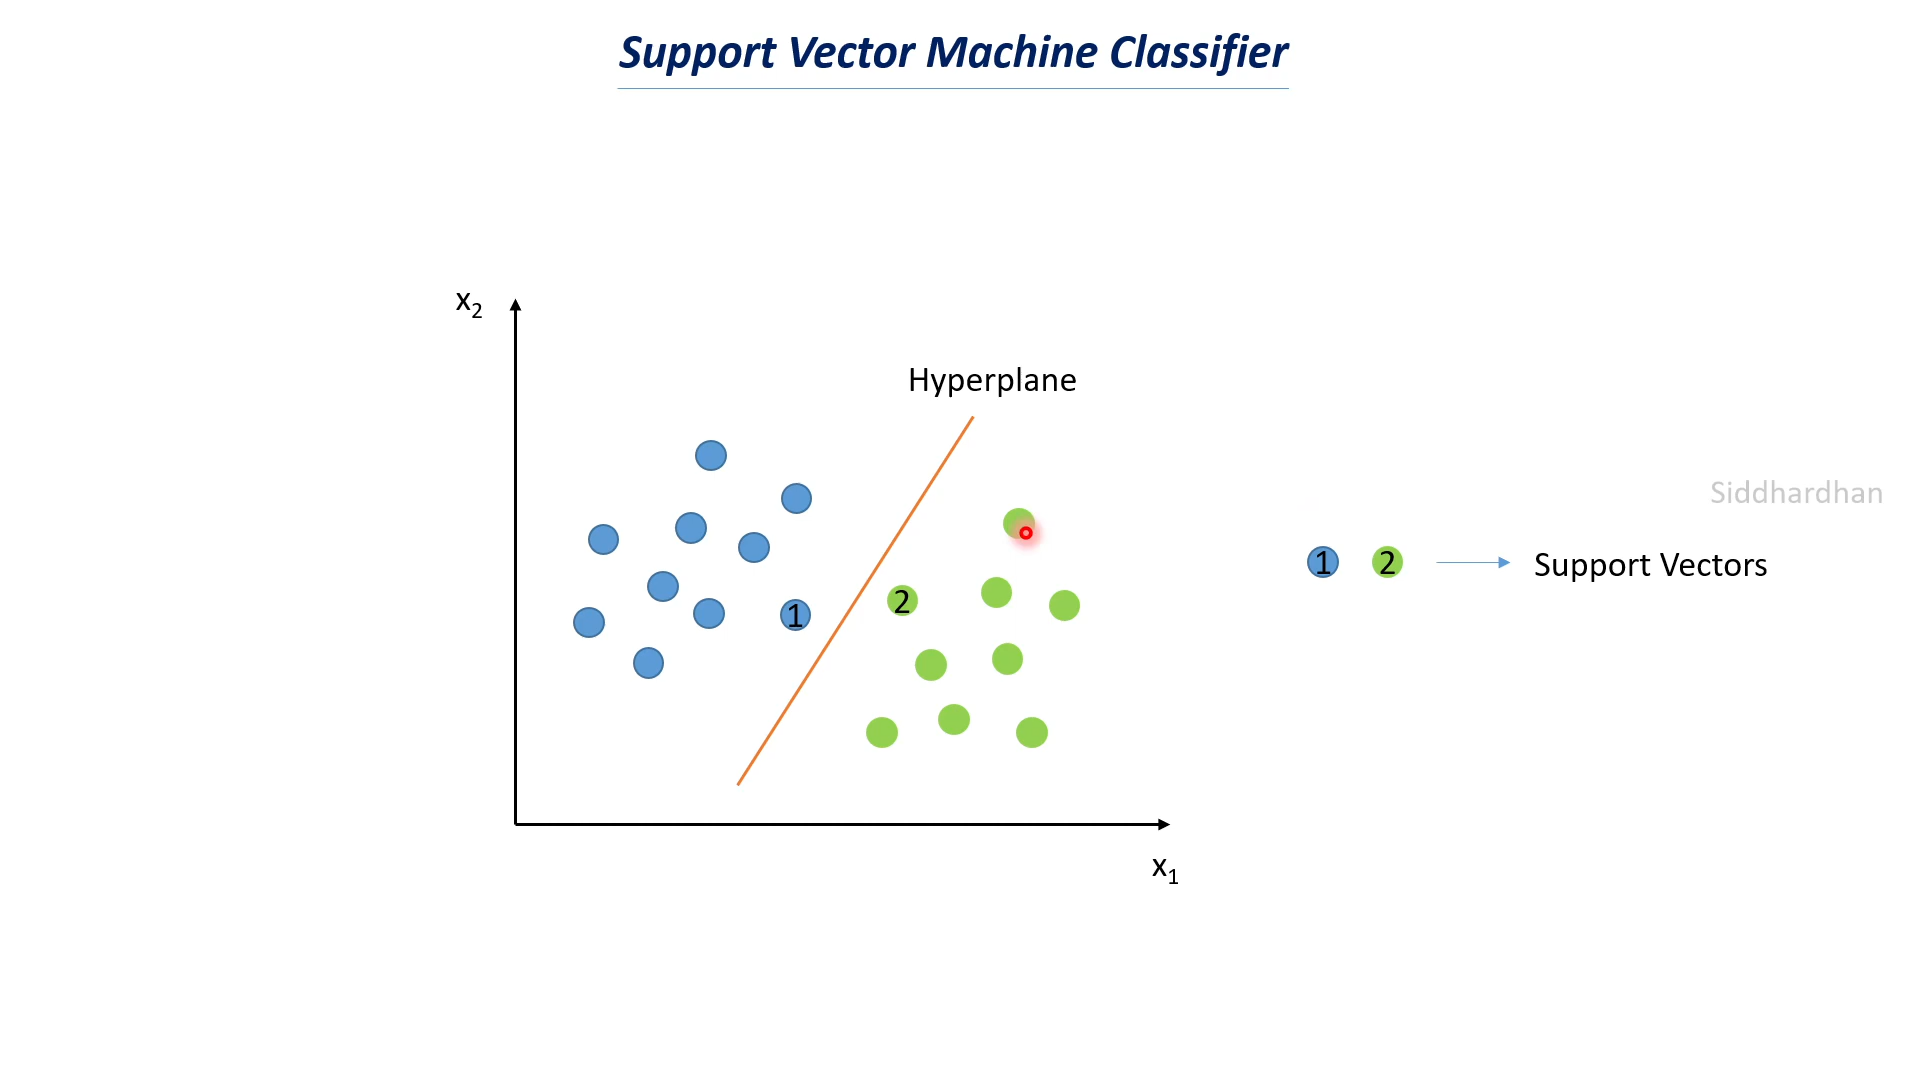 Support Vector Machine Classifier
x₂
Hyperplane
Siddhardhan
1 2 Support Vectors
2
1
x₁